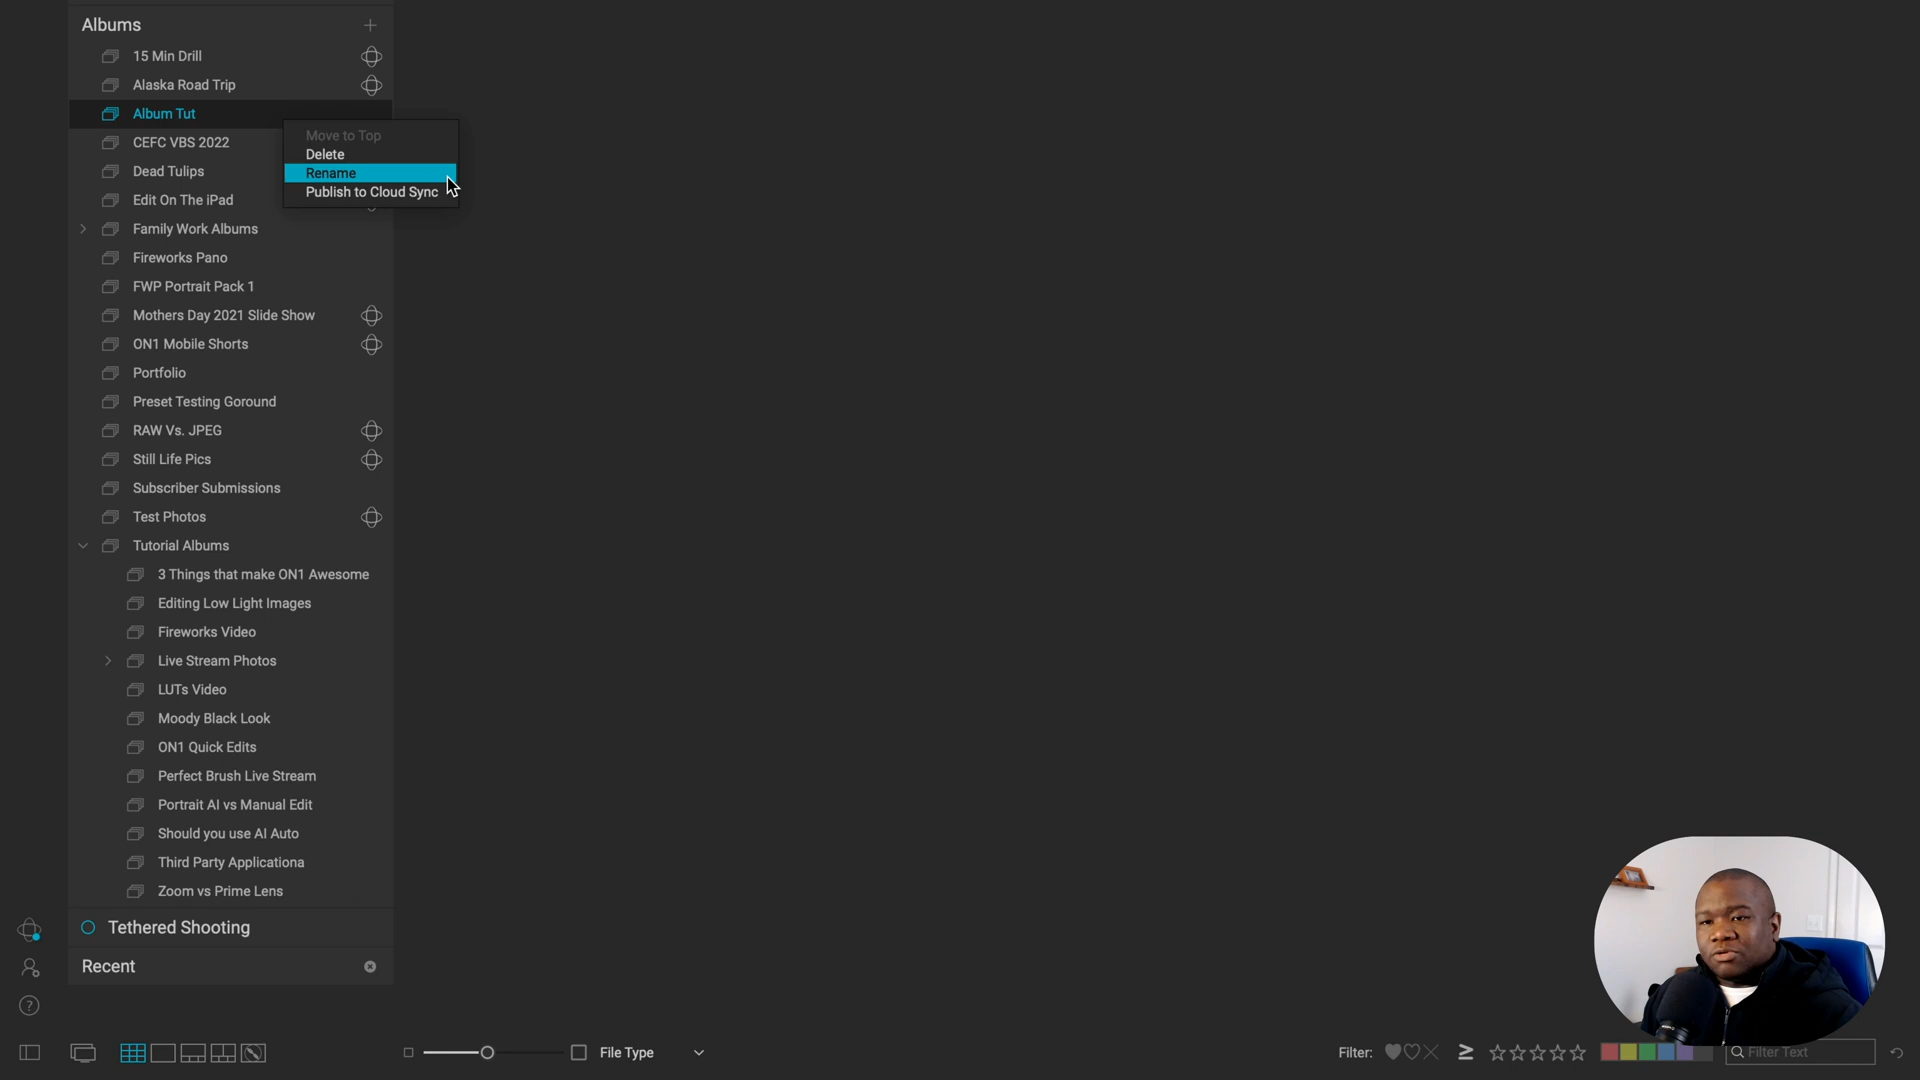 Albums
15 Min Drill
Alaska Road Trip
Album Tut
Move to Top
CEFC VBS 2022
Delete
Dead Tulips
Rename
Publish to Cloud Sync
Edit On The iPad
Family Work Albums
Fireworks Pano
FWP Portrait Pack 1
Mothers Day 2021 Slide Show
ON1 Mobile Shorts
Portfolio
Preset Testing Goround
RAW Vs. JPEG
Still Life Pics
Subscriber Submissions
Test Photos
Tutorial Albums
3 Things that make ON1 Awesome
Editing Low Light Images
Fireworks Video
Live Stream Photos
LUTs Video
Moody Black Look
ON1 Quick Edits
Perfect Brush Live Stream
Portrait AI vs Manual Edit
Should you use AI Auto
Third Party Applicationa
Zoom vs Prime Lens
Tethered Shooting
Recent
File Type
Filter:
Filter Text